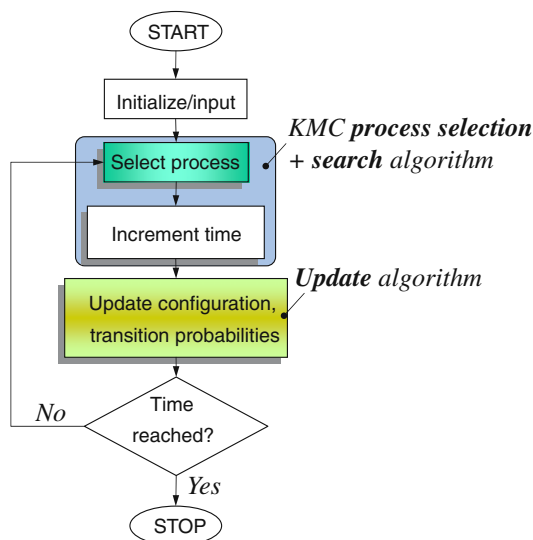 START
Initialize/input
KMC process selection
+ search algorithm
Select process
Increment time
Update algorithm
Update configuration,
transition probabilities
No
Time
reached?
Yes
STOP